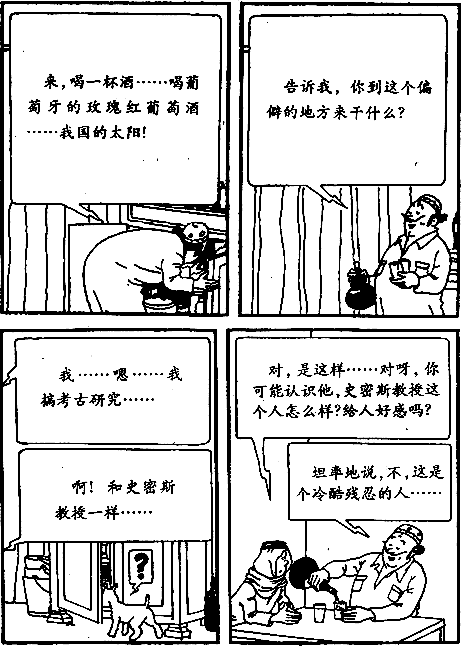 来，喝一杯酒……喝葡
萄牙的玫瑰红葡萄酒
……我国的太阳！
告诉我，你到这个偏
僻的地方来干什么？
我……嗯……我
搞考古研究……
啊！和史密斯
教授一样……
?
对，是这样……对呀，你
可能认识他，史密斯教授这
个人怎么样？给人好感吗？
坦率地说，不，这是
个冷酷残忍的人……